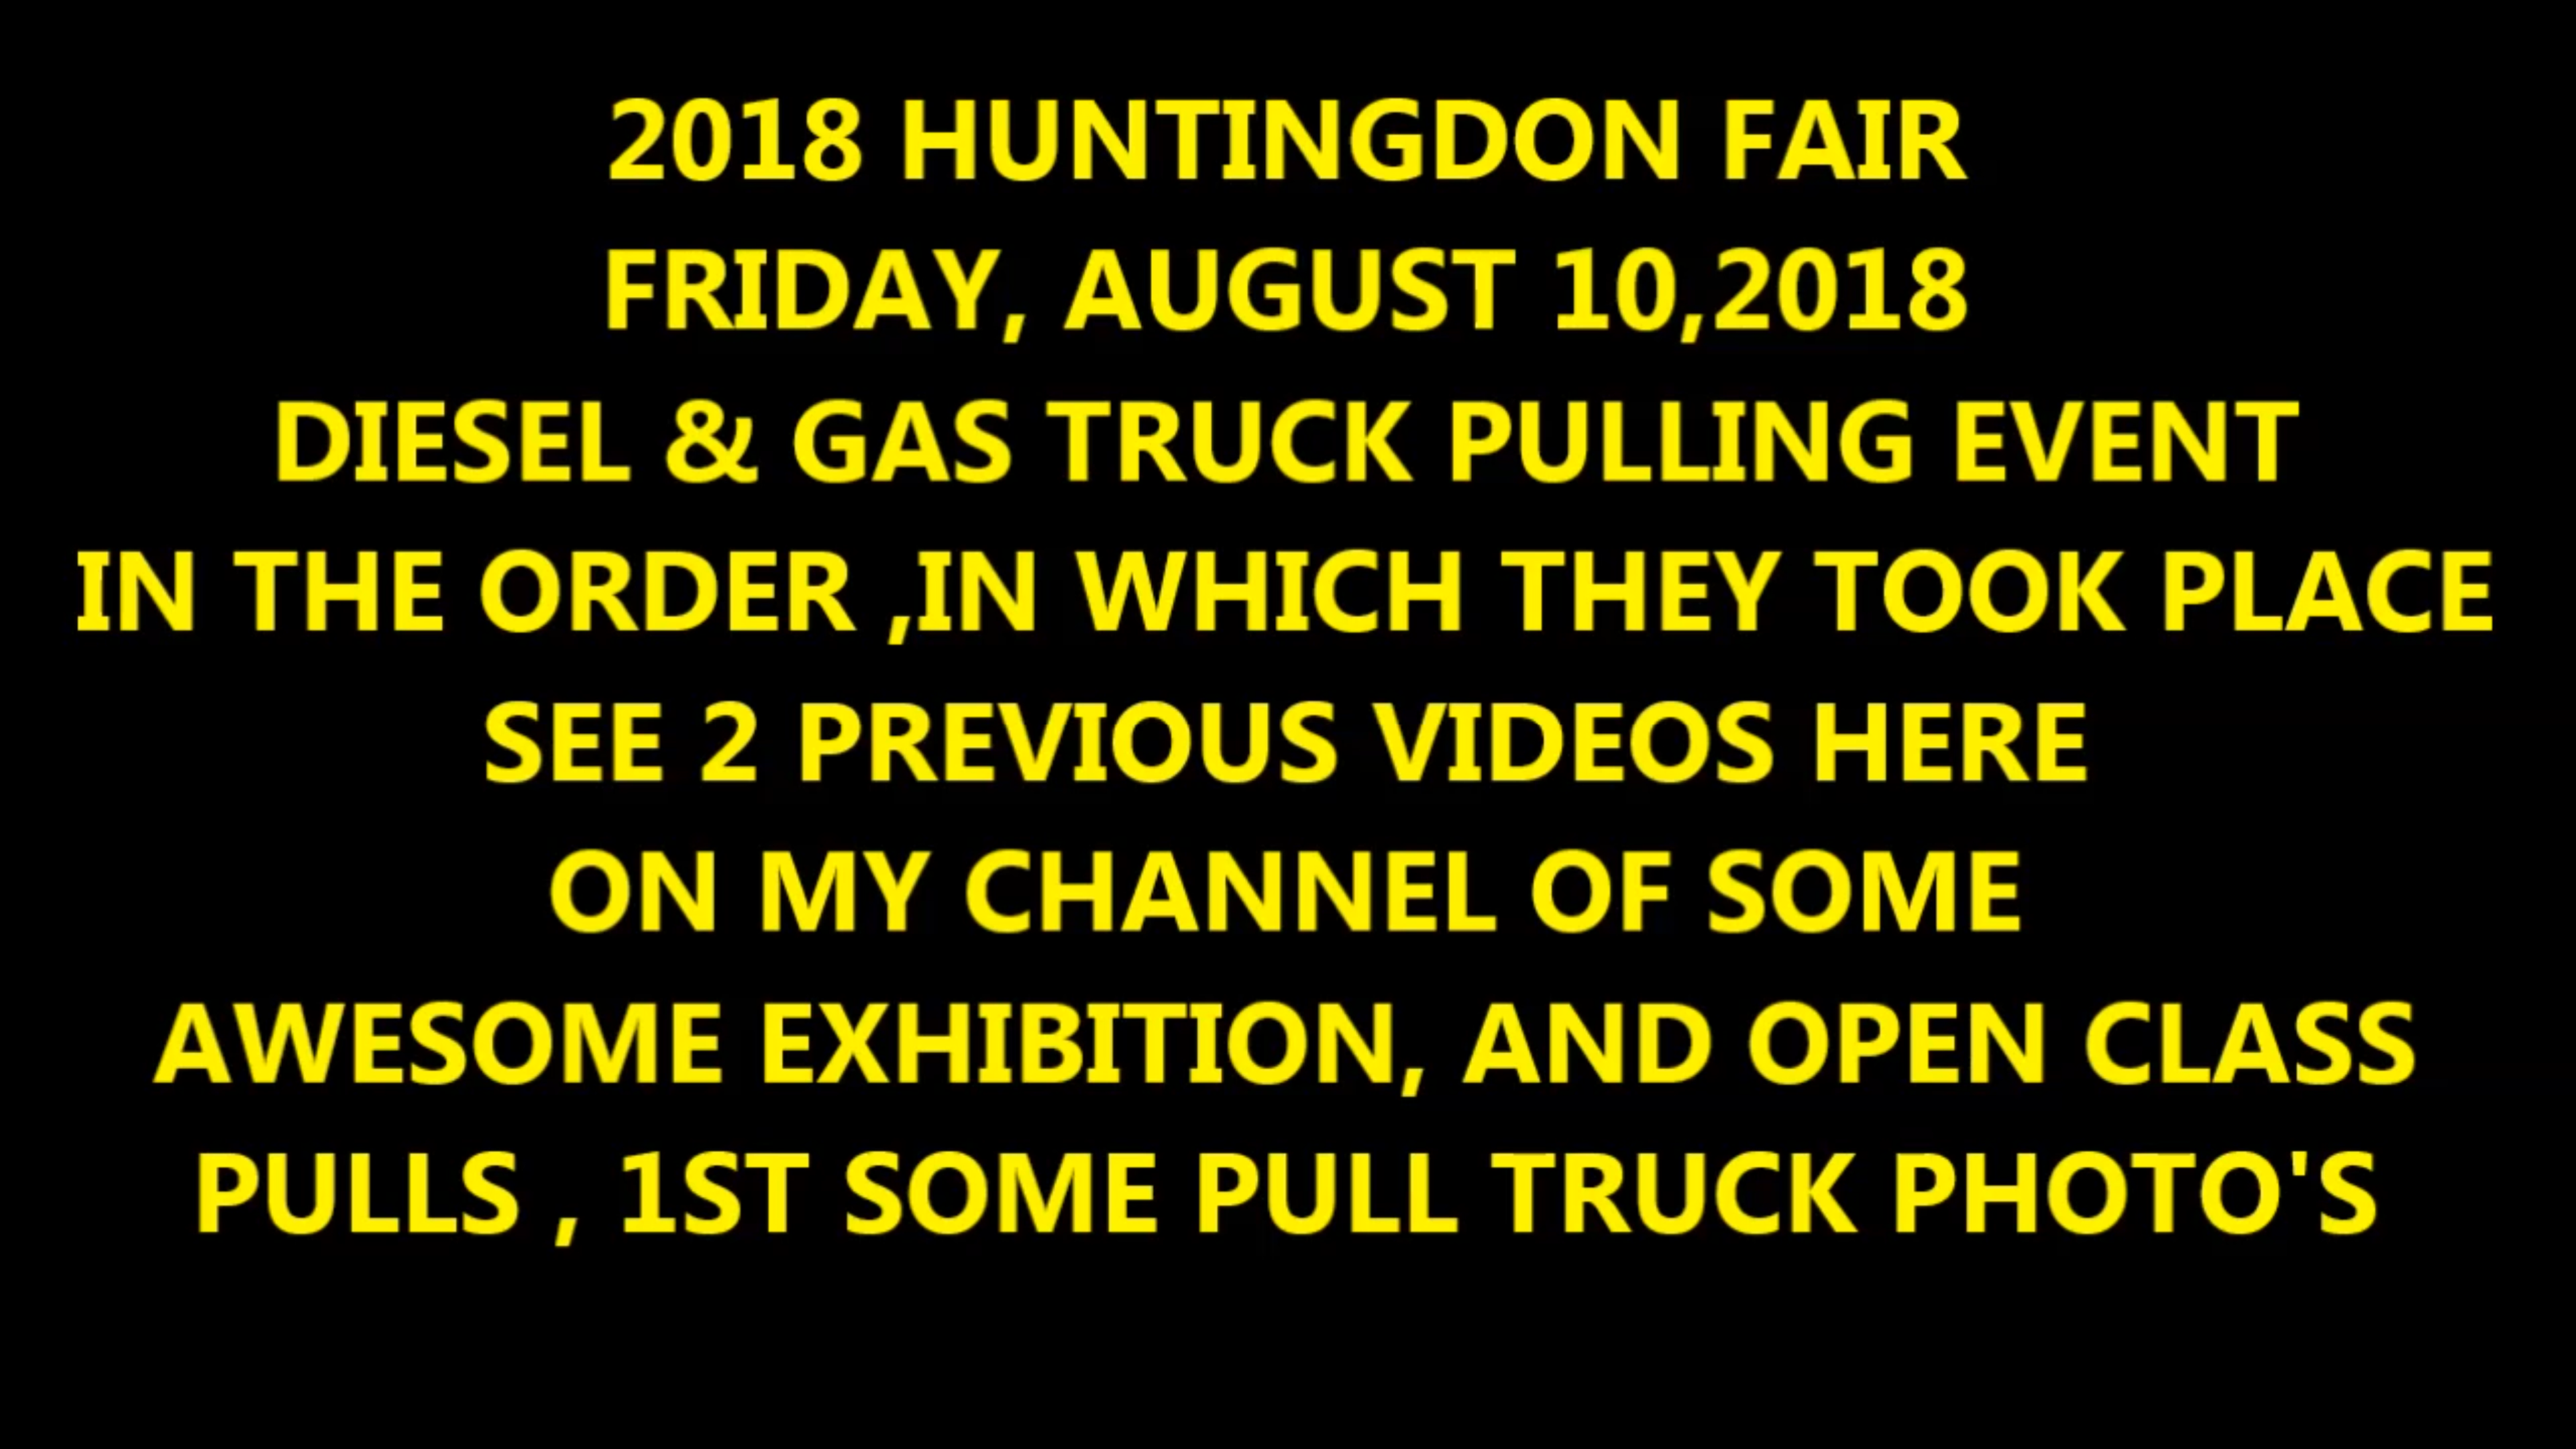 2018 HUNTINGDON FAIR
FRIDAY, AUGUST 10,2018
DIESEL & GAS TRUCK PULLING EVENT
IN THE ORDER ,IN WHICH THEY TOOK PLACE
SEE 2 PREVIOUS VIDEOS HERE
ON MY CHANNEL OF SOME
AWESOME EXHIBITION, AND OPEN CLASS
PULLS , 1ST SOME PULL TRUCK PHOTO'S